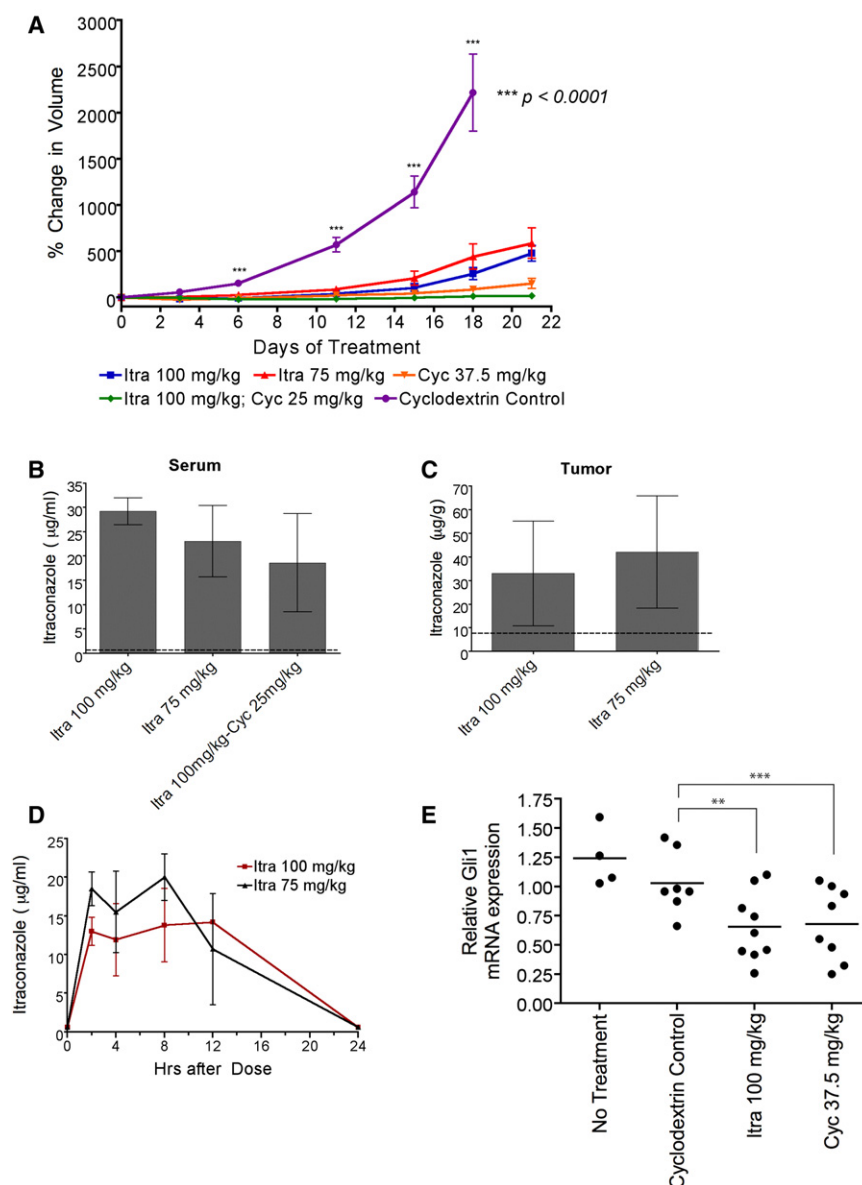 A
% Change in Volume
3000
2500
2000
1500
1000
500
0
***
***
***
***
***
*** p < 0.0001
0 2 4 6 8 10 12 14 16 18 20 22
Days of Treatment
Itra 100 mg/kg Itra 75 mg/kg Cyc 37.5 mg/kg
Itra 100 mg/kg; Cyc 25 mg/kg Cyclodextrin Control
B
Serum
Itraconazole ( µg/ml)
35
30
25
20
15
10
5
0
Itra 100 mg/kg
Itra 75 mg/kg
Itra 100mg/kg-Cyc 25mg/kg
C
Tumor
Itraconazole (µg/g)
70
60
50
40
30
20
10
0
Itra 100 mg/kg
Itra 75 mg/kg
D
Itraconazole ( µg/ml)
25
20
15
10
5
0
Itra 100 mg/kg
Itra 75 mg/kg
0 4 8 12 16 20 24
Hrs after Dose
E
Relative Gli1
mRNA expression
1.75
1.50
1.25
1.00
0.75
0.50
0.25
0.00
***
**
No Treatment
Cyclodextrin Control
Itra 100 mg/kg
Cyc 37.5 mg/kg